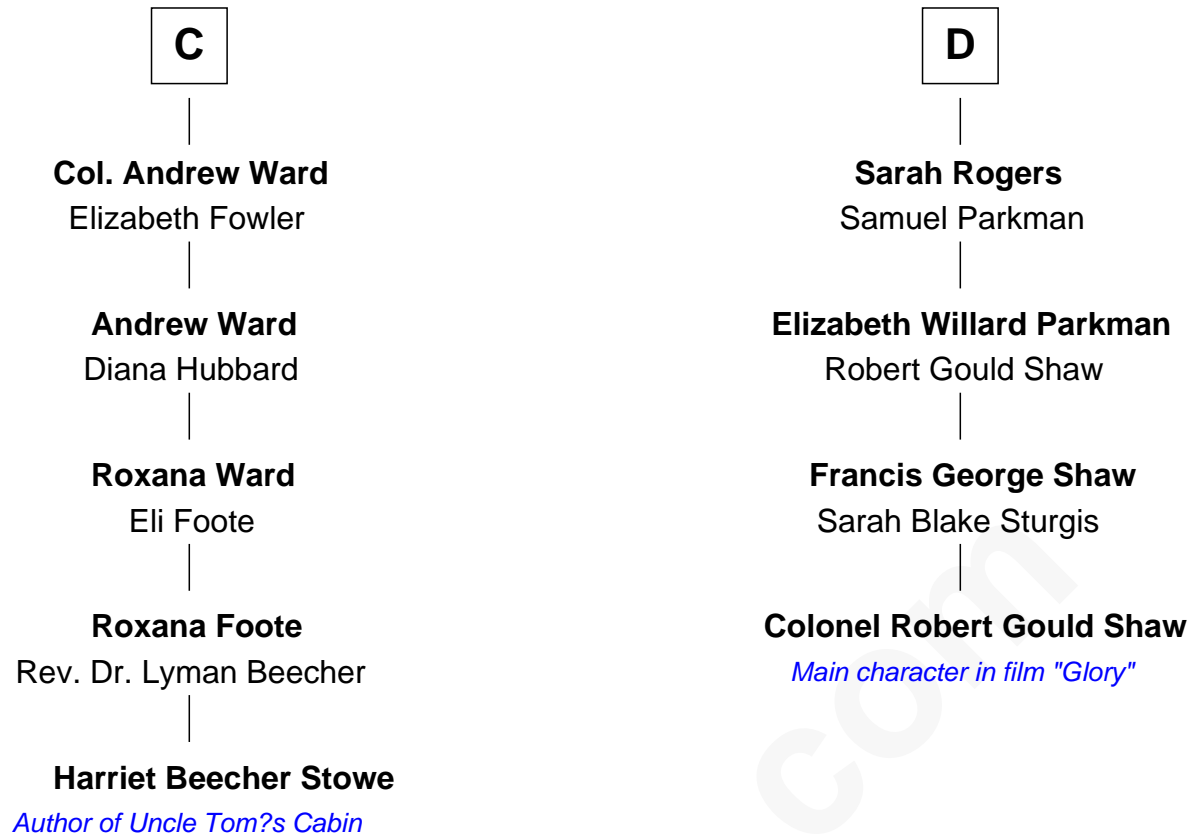 C
Col. Andrew Ward
Elizabeth Fowler
Andrew Ward
Diana Hubbard
Roxana Ward
Eli Foote
Roxana Foote
Rev. Dr. Lyman Beecher
Harriet Beecher Stowe
Author of Uncle Tom?s Cabin
D
Sarah Rogers
Samuel Parkman
Elizabeth Willard Parkman
Robert Gould Shaw
Francis George Shaw
Sarah Blake Sturgis
Colonel Robert Gould Shaw
Main character in film "Glory"
com